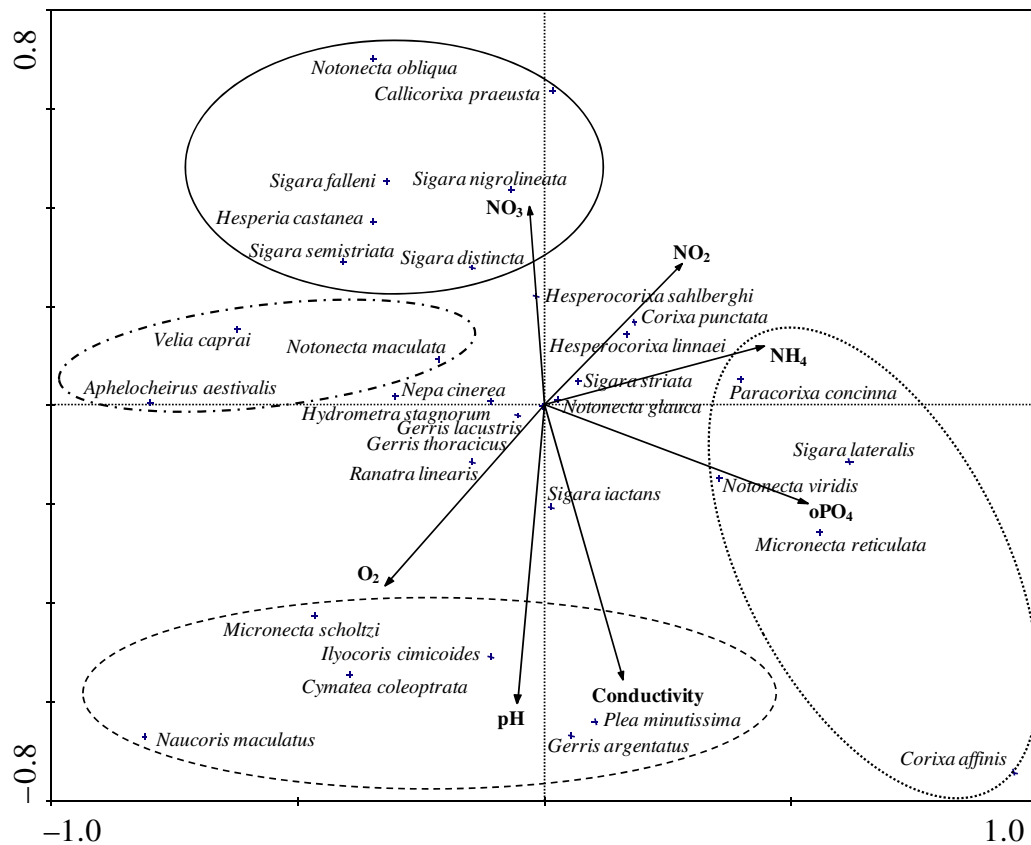 0.8
Notonecta obliqua
Callicorixa praeusta
Sigara falleni
Sigara nigrolineata
NO₃
Hesperia castanea
Sigara semistriata
Sigara distincta
NO₂
Hesperocorixa sahlberghi
Corixa punctata
Velia caprai
Notonecta maculata
Hesperocorixa linnaei
NH₄
Aphelocheirus aestivalis
Nepa cinerea
Sigara striata
Paracorixa concinna
Hydrometra stagnorum
Notonecta glauca
Gerris lacustris
Gerris thoracicus
Sigara lateralis
Ranatra linearis
Notonecta viridis
Sigara iactans
oPO₄
Micronecta reticulata
O₂
Micronecta scholtzi
Ilyocoris cimicoides
Cymatea coleoptrata
Conductivity
pH
Plea minutissima
Naucoris maculatus
Gerris argentatus
Corixa affinis
−0.8
−1.0
1.0